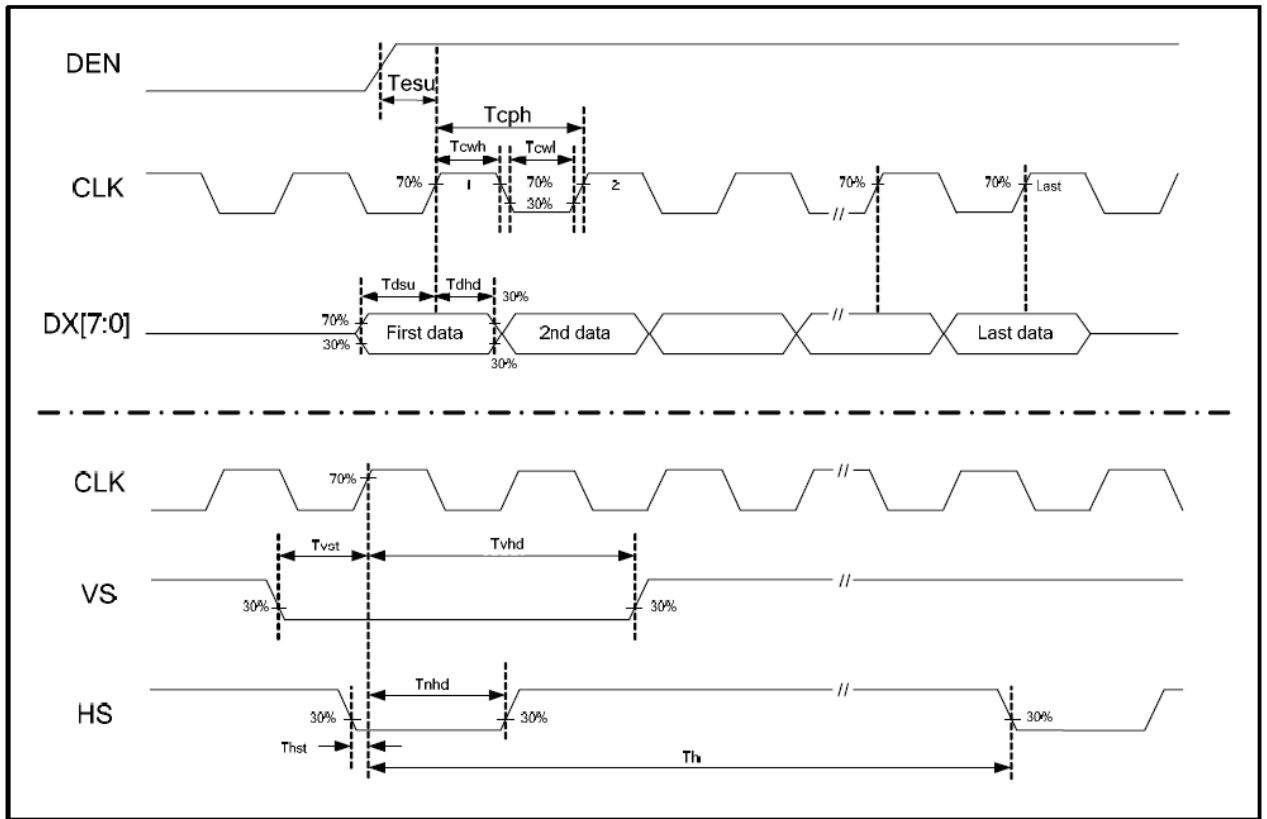 DEN
Tesu
Tcph
Tcwh Tcwl
CLK 70% 1 70% 2 70% 70% Last
30% //
Tdsu Tdhd 30%
DX[7:0] 70% First data 2nd data // Last data
30% 30%
CLK 70% //
Tvst Tvhd
VS 30% 30% //
Tnhd
HS 30% 30% // 30%
Thst
Th